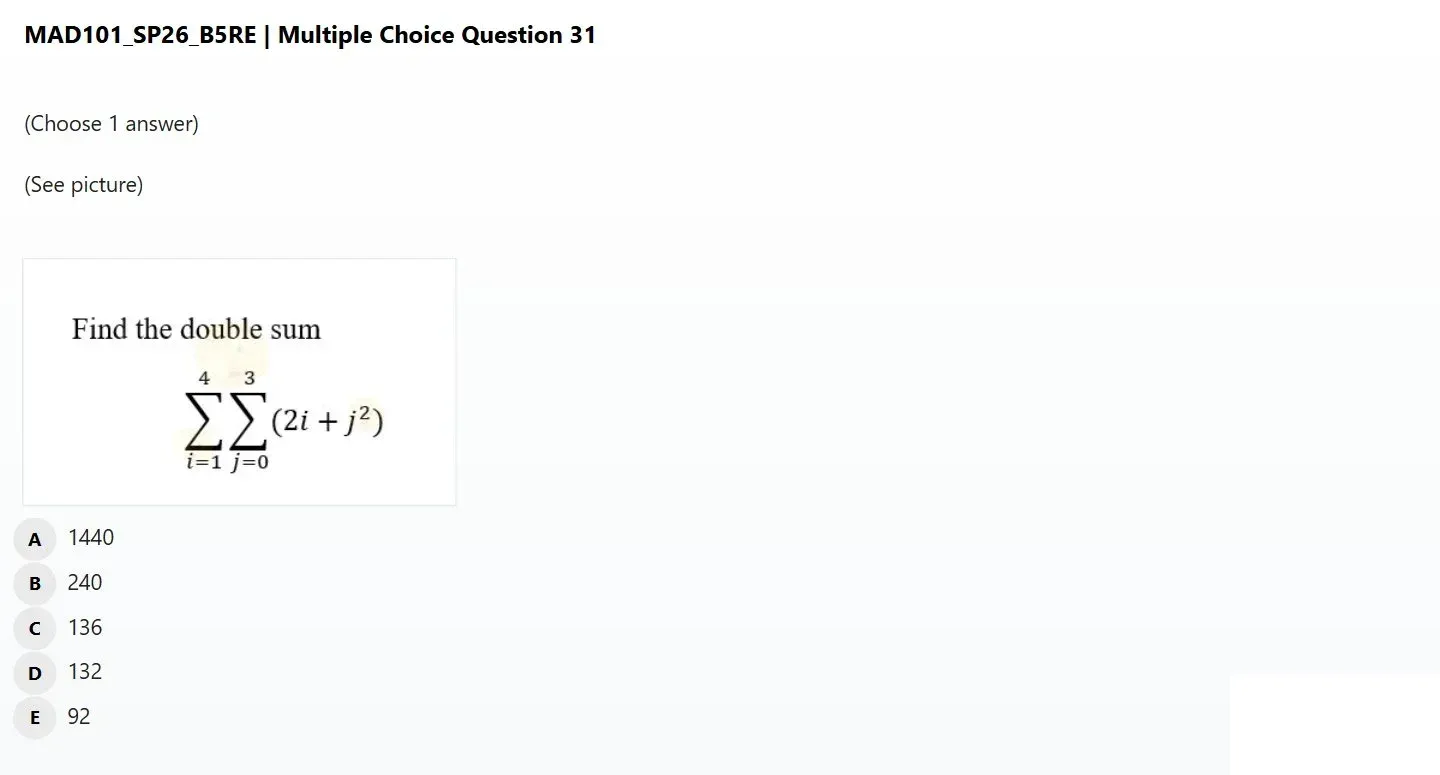 MAD101_SP26_B5RE | Multiple Choice Question 31
(Choose 1 answer)
(See picture)
Find the double sum
4 3
∑ ∑ (2i + j²)
i=1 j=0
A 1440
B 240
C 136
D 132
E 92